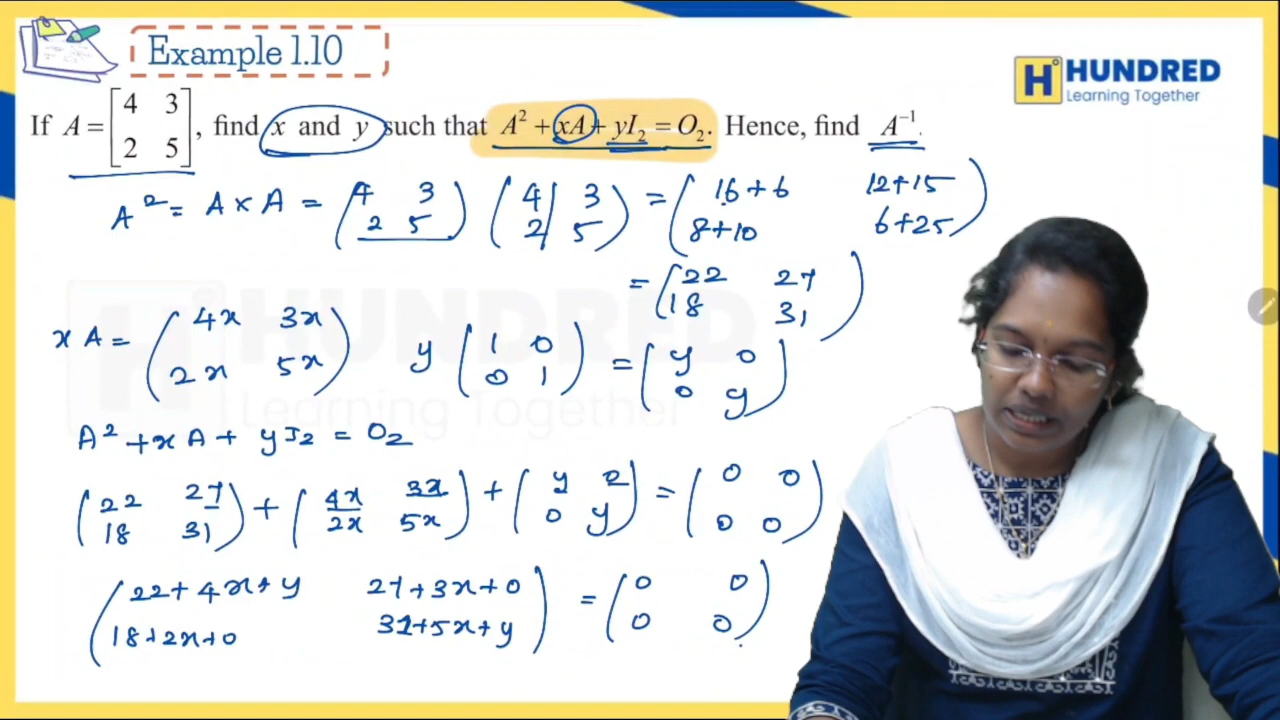 Example 1.10
HUNDRED
Learning Together
If A = [4 3; 2 5], find x and y such that A² + xA + yI₂ = O₂. Hence, find A⁻¹.
A² = A × A = (4 3; 2 5) (4 3; 2 5) = (16+6 12+15; 8+10 6+25)
= (22 27; 18 31)
xA = (4x 3x; 2x 5x) y (1 0; 0 1) = (y 0; 0 y)
A² + xA + yI₂ = O₂
(22 27; 18 31) + (4x 3x; 2x 5x) + (y 0; 0 y) = (0 0; 0 0)
(22+4x+y 27+3x+0; 18+2x+0 31+5x+y) = (0 0; 0 0)
HUNDRED
Learning Together